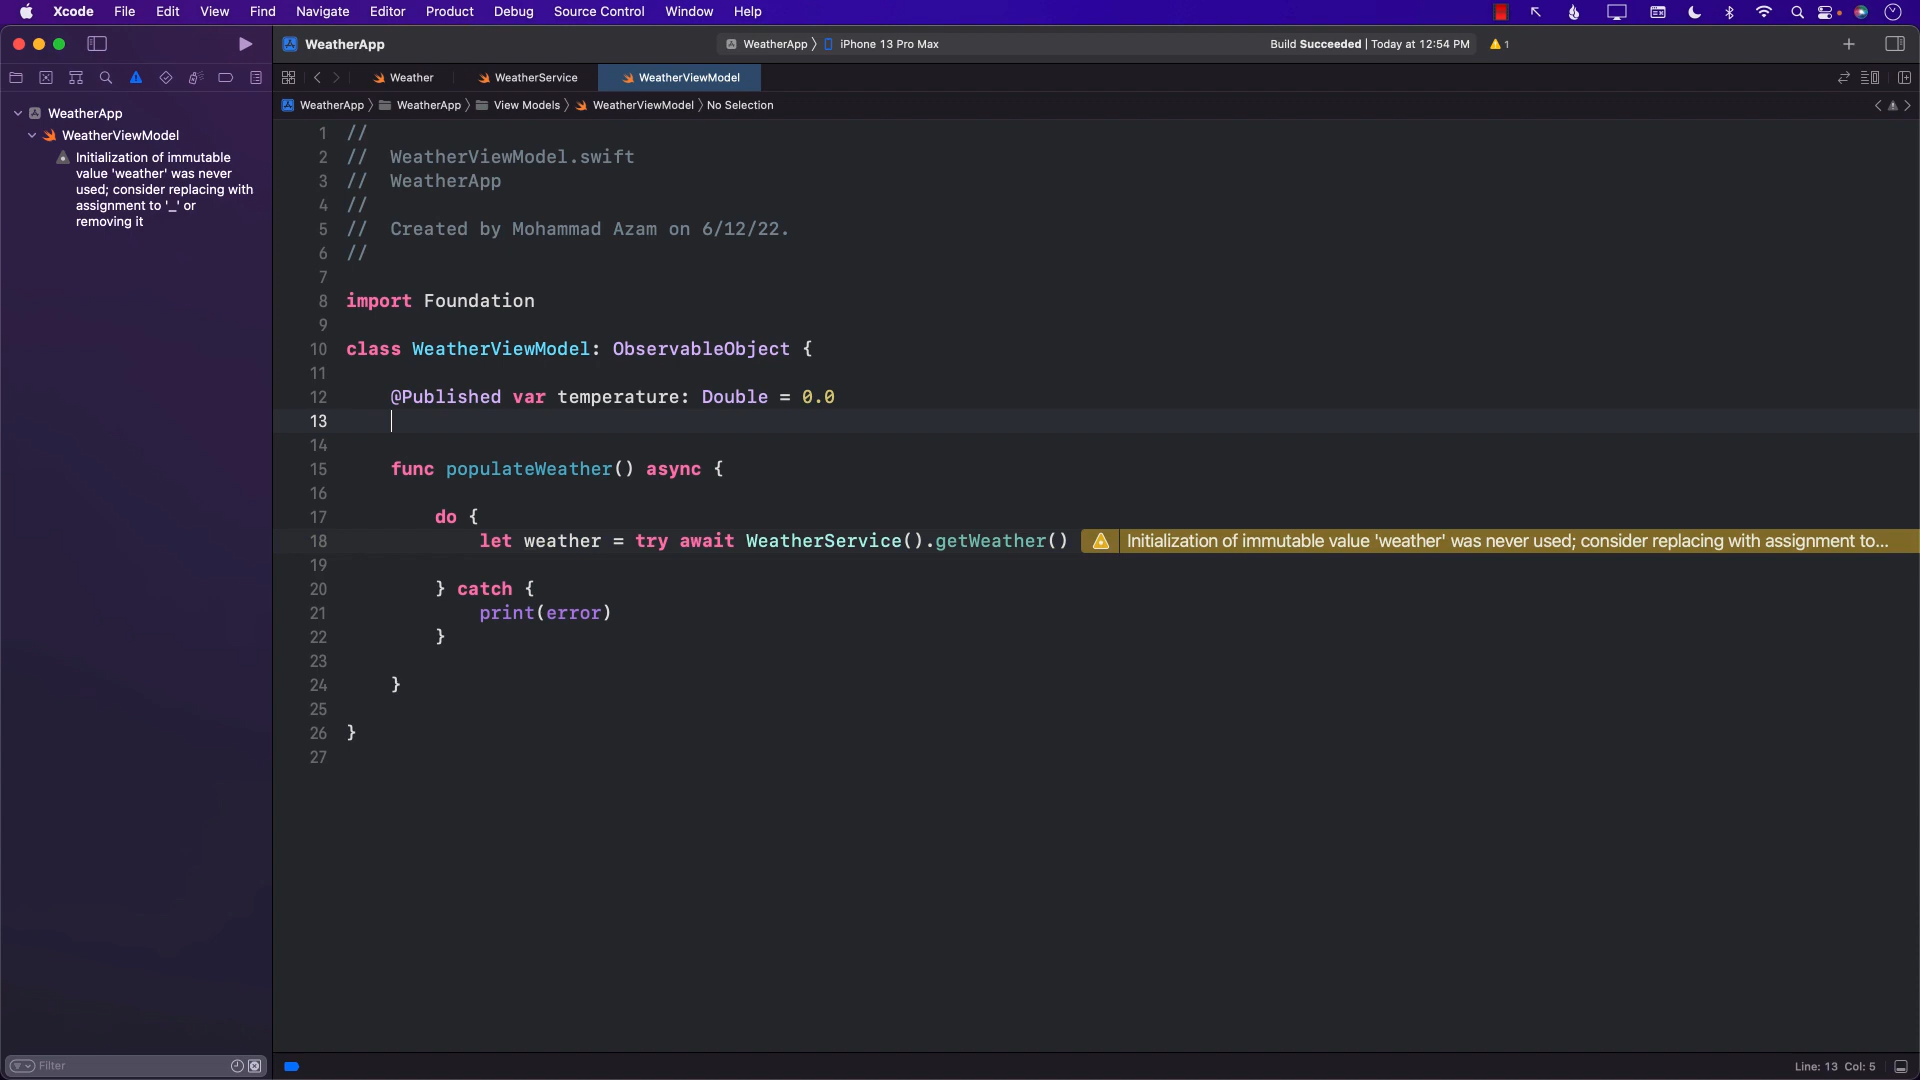 Xcode File Edit View Find Navigate Editor Product Debug Source Control Window Help
WeatherApp
WeatherApp 〉 iPhone 13 Pro Max
Build Succeeded | Today at 12:54 PM
1
Weather
WeatherService
WeatherViewModel
WeatherApp 〉 WeatherApp 〉 View Models 〉 WeatherViewModel 〉 No Selection
WeatherApp
WeatherViewModel
Initialization of immutable
value 'weather' was never
used; consider replacing with
assignment to '_' or
removing it
1 //
2 //  WeatherViewModel.swift
3 //  WeatherApp
4 //
5 //  Created by Mohammad Azam on 6/12/22.
6 //
7
8 import Foundation
9
10 class WeatherViewModel: ObservableObject {
11
12     @Published var temperature: Double = 0.0
13
14
15     func populateWeather() async {
16
17         do {
18             let weather = try await WeatherService().getWeather() Initialization of immutable value 'weather' was never used; consider replacing with assignment to...
19
20         } catch {
21             print(error)
22         }
23
24     }
25
26 }
27
Filter
Line: 13 Col: 5